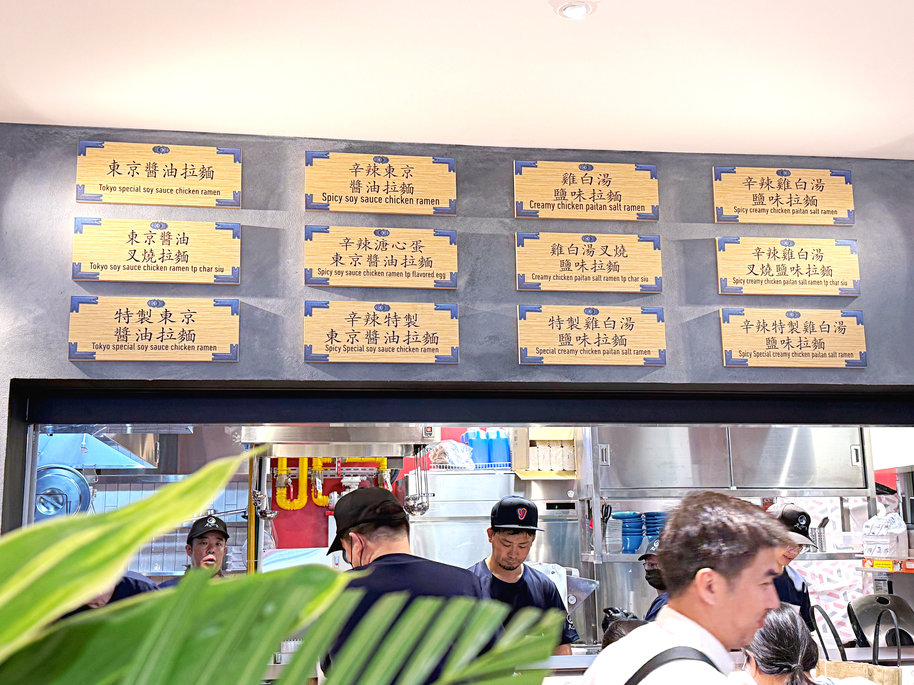 東京醬油拉麵
Tokyo special soy sauce chicken ramen
辛辣東京
醬油拉麵
Spicy soy sauce chicken ramen
雞白湯
鹽味拉麵
Creamy chicken paitan salt ramen
辛辣雞白湯
鹽味拉麵
Spicy creamy chicken paitan salt ramen
東京醬油
叉燒拉麵
Tokyo soy sauce chicken ramen tp char siu
辛辣溏心蛋
東京醬油拉麵
Spicy soy sauce chicken ramen tp flavored egg
雞白湯叉燒
鹽味拉麵
Creamy chicken paitan salt ramen tp char siu
辛辣雞白湯
叉燒鹽味拉麵
Spicy creamy chicken paitan salt ramen tp char siu
特製東京
醬油拉麵
Tokyo special soy sauce chicken ramen
辛辣特製
東京醬油拉麵
Spicy Special soy sauce chicken ramen
特製雞白湯
鹽味拉麵
Special creamy chicken paitan salt ramen
辛辣特製雞白湯
鹽味拉麵
Spicy Special creamy chicken paitan salt ramen